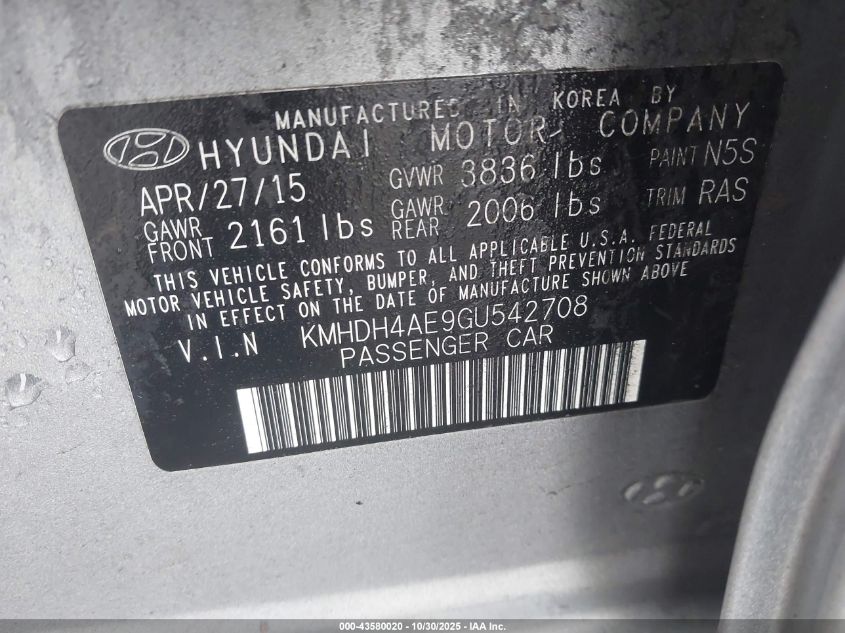 MANUFACTURED IN KOREA BY
HYUNDAI MOTOR COMPANY
APR/27/15 GVWR 3836 lbs PAINT N5S
GAWR FRONT 2161 lbs GAWR REAR 2006 lbs TRIM RAS
THIS VEHICLE CONFORMS TO ALL APPLICABLE U.S.A. FEDERAL
MOTOR VEHICLE SAFETY, BUMPER, AND THEFT PREVENTION STANDARDS
IN EFFECT ON THE DATE OF MANUFACTURE SHOWN ABOVE
V.I.N KMHDH4AE9GU542708
PASSENGER CAR
000-43580020 - 10/30/2025 - IAA Inc.